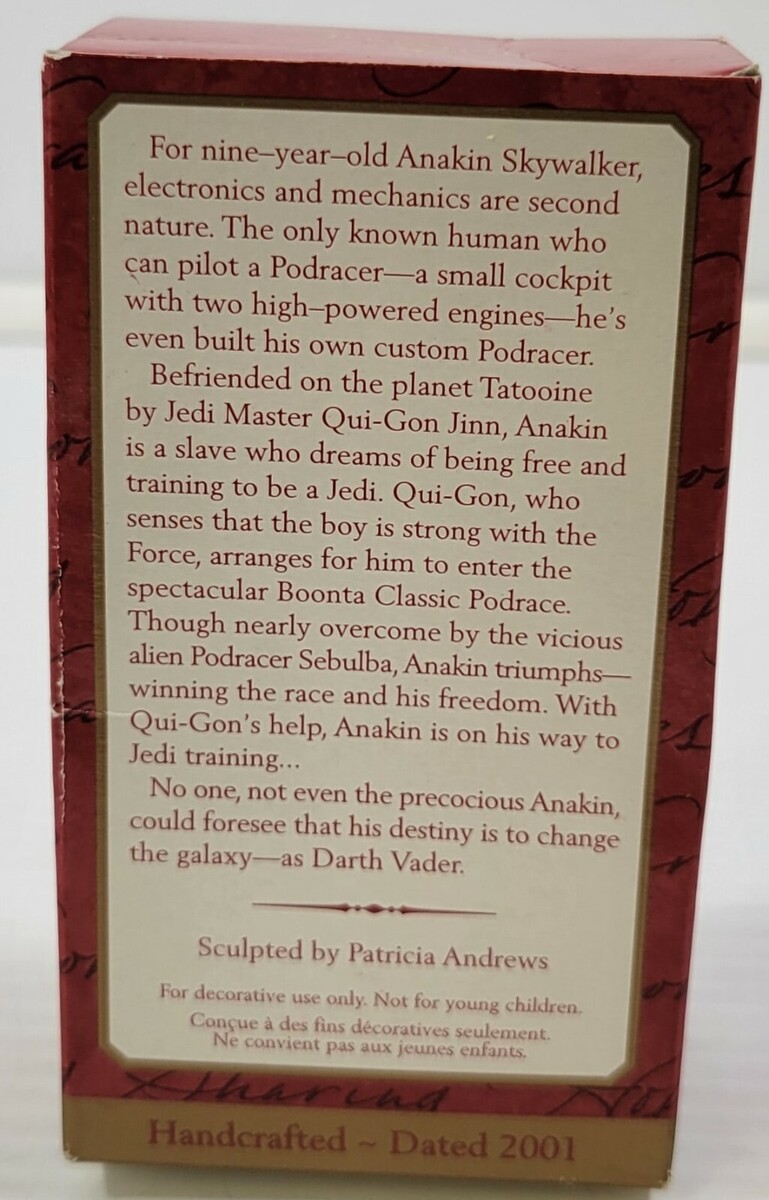 For nine–year–old Anakin Skywalker,
electronics and mechanics are second
nature. The only known human who
can pilot a Podracer—a small cockpit
with two high–powered engines—he's
even built his own custom Podracer.
Befriended on the planet Tatooine
by Jedi Master Qui-Gon Jinn, Anakin
is a slave who dreams of being free and
training to be a Jedi. Qui-Gon, who
senses that the boy is strong with the
Force, arranges for him to enter the
spectacular Boonta Classic Podrace.
Though nearly overcome by the vicious
alien Podracer Sebulba, Anakin triumphs—
winning the race and his freedom. With
Qui-Gon's help, Anakin is on his way to
Jedi training...
No one, not even the precocious Anakin,
could foresee that his destiny is to change
the galaxy—as Darth Vader.
Sculpted by Patricia Andrews
For decorative use only. Not for young children.
Conçue à des fins décoratives seulement.
Ne convient pas aux jeunes enfants.
sharing
Handcrafted ~ Dated 2001